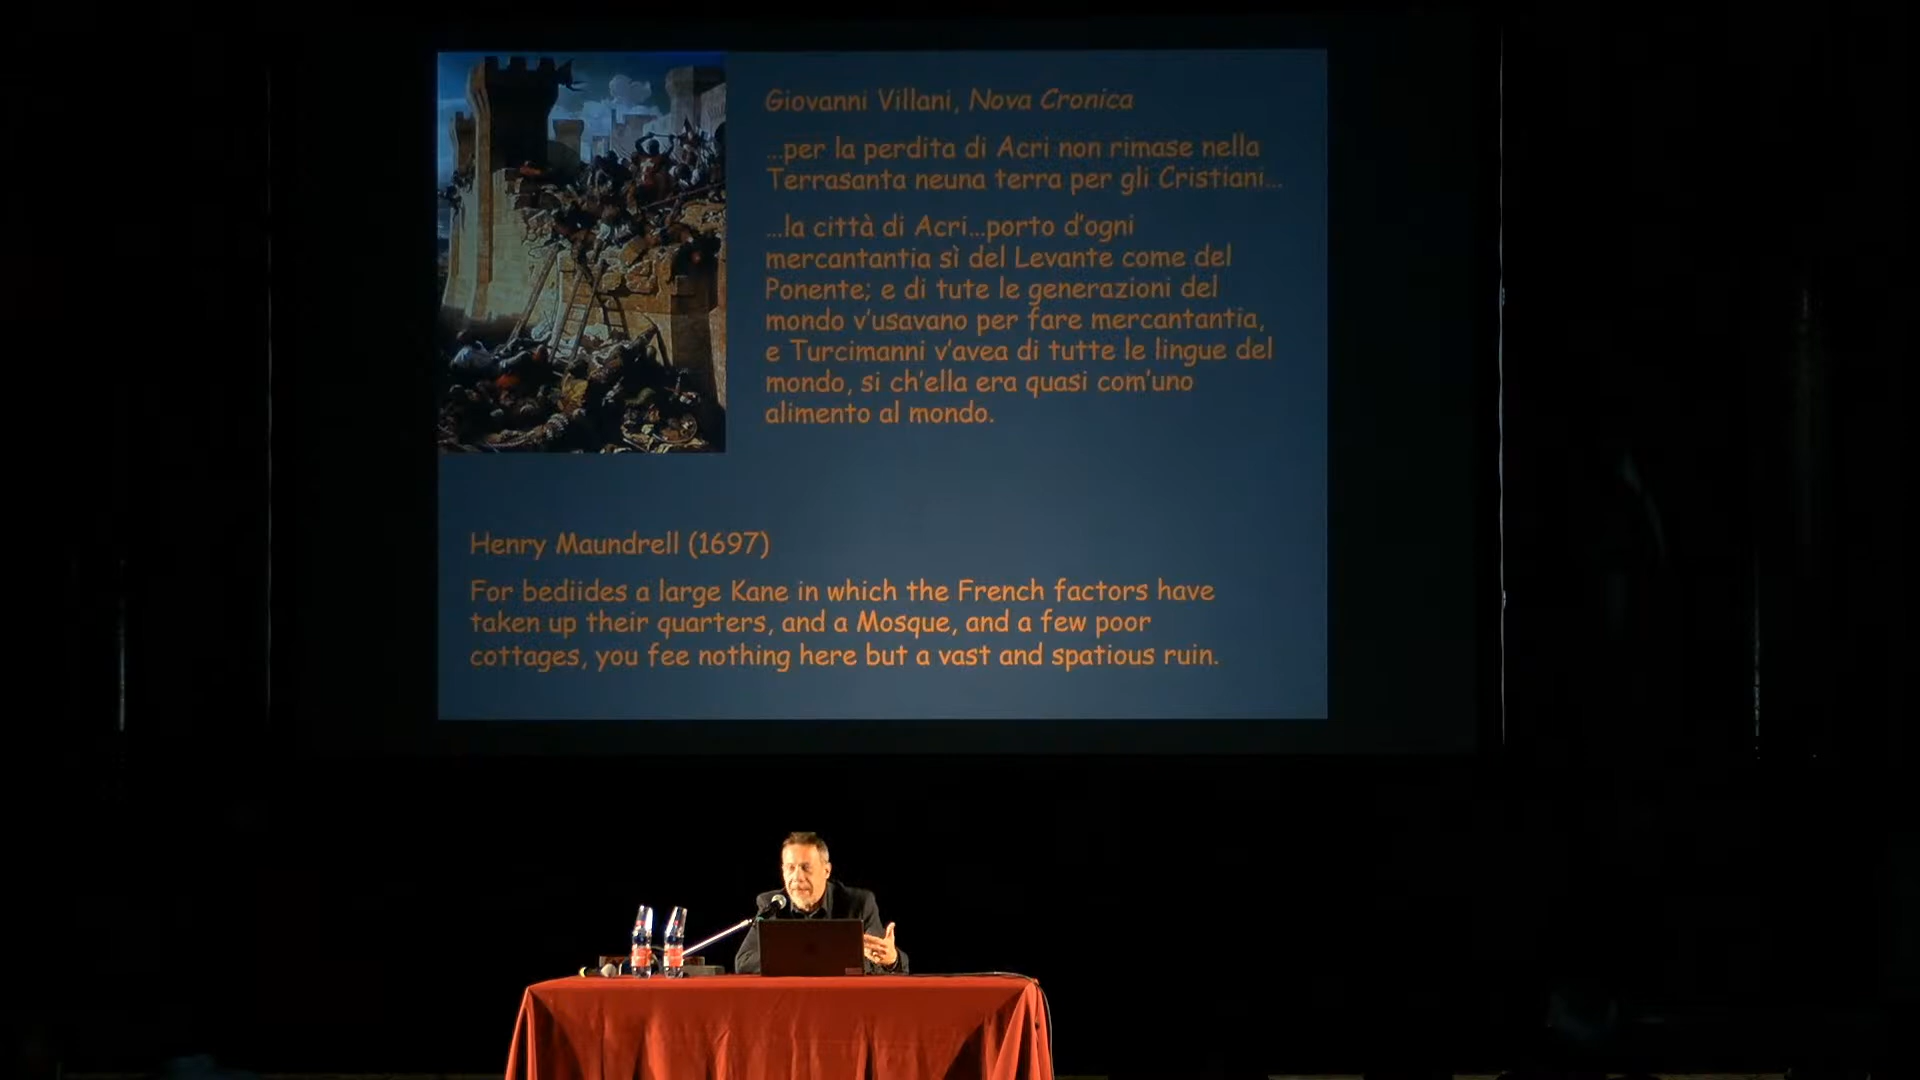 Giovanni Villani, Nova Cronica
...per la perdita di Acri non rimase nella
Terrasanta neuna terra per gli Cristiani...
...la città di Acri...porto d'ogni
mercantantia sì del Levante come del
Ponente; e di tute le generazioni del
mondo v'usavano per fare mercantantia,
e Turcimanni v'avea di tutte le lingue del
mondo, si ch'ella era quasi com'uno
alimento al mondo.
Henry Maundrell (1697)
For bediides a large Kane in which the French factors have
taken up their quarters, and a Mosque, and a few poor
cottages, you fee nothing here but a vast and spatious ruin.